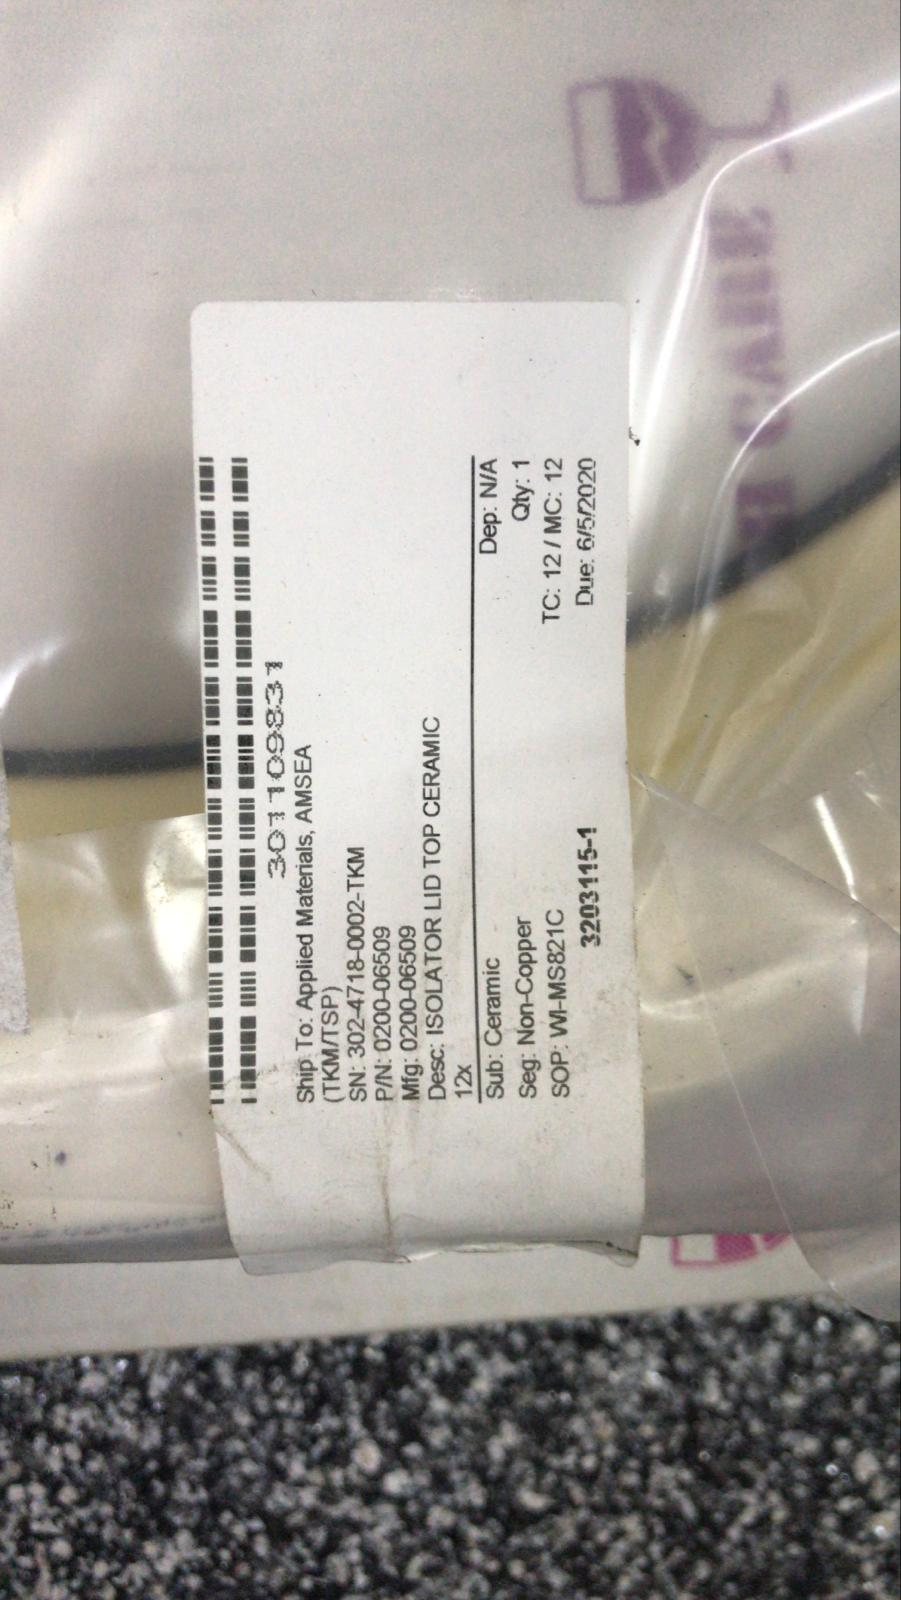 301109831
Ship To: Applied Materials, AMSEA
(TKM/TSP)
SN: 302-4718-0002-TKM
P/N: 0200-06509
Mfg: 0200-06509
Desc: ISOLATOR LID TOP CERAMIC
12x
Sub: Ceramic Dep: N/A
Seg: Non-Copper Qty: 1
SOP: WI-MS821C TC: 12 / MC: 12
3203115-1 Due: 6/5/2020